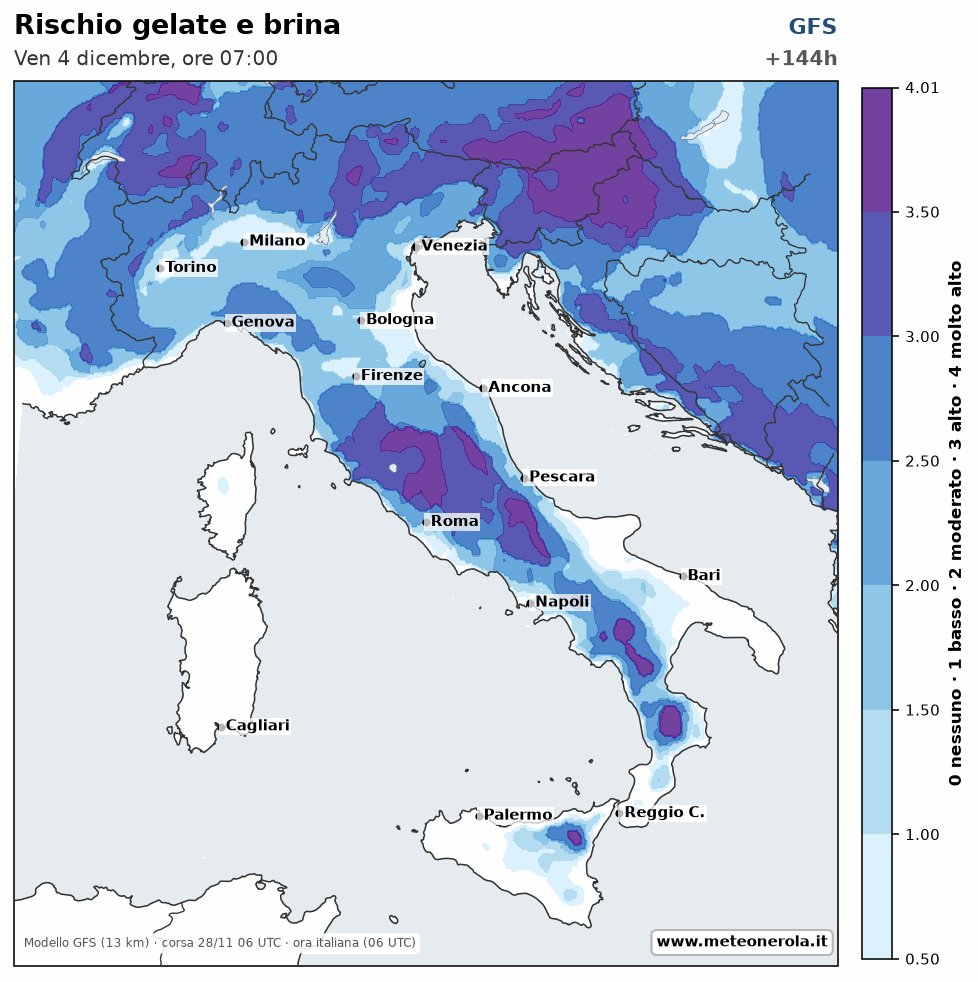 Rischio gelate e brina
GFS
Ven 4 dicembre, ore 07:00
+144h
4.01
3.50
3.00
2.50
2.00
1.50
1.00
0.50
0 nessuno · 1 basso · 2 moderato · 3 alto · 4 molto alto
Milano
Venezia
Torino
Genova
Bologna
Firenze
Ancona
Pescara
Roma
Bari
Napoli
Cagliari
Palermo
Reggio C.
Modello GFS (13 km) · corsa 28/11 06 UTC · ora italiana (06 UTC)
www.meteonerola.it